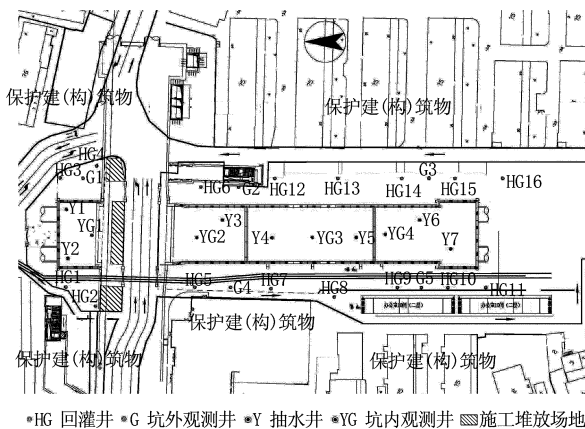 保护建(构)筑物
保护建(构)筑物
HG4
HG3
G1
G3
HG6
G2
HG12
HG13
HG14
HG15
HG16
Y1
YG1
Y2
Y3
YG2
Y4
YG3
Y5
YG4
Y6
Y7
HG1
HG2
HG5
G4
HG7
HG8
HG9
G5
HG10
HG11
保护建(构)筑物
保护建(构)筑物
保护建(构)筑物
HG 回灌井 G 坑外观测井 Y 抽水井 YG 坑内观测井 施工堆放场地